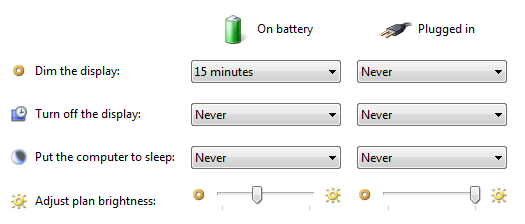 On battery Plugged in
Dim the display: 15 minutes Never
Turn off the display: Never Never
Put the computer to sleep: Never Never
Adjust plan brightness: